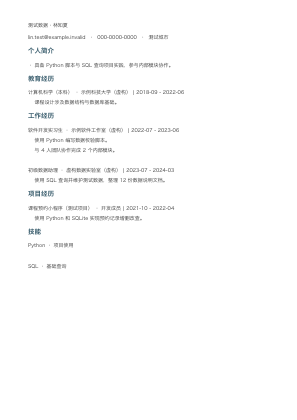 测试数据 · 林知夏
lin.test@example.invalid · 000-0000-0000 · 测试城市
个人简介
· 具备 Python 脚本与 SQL 查询项目实践，参与内部模块协作。
教育经历
计算机科学（本科） · 示例科技大学（虚构） | 2018-09 - 2022-06
课程设计涉及数据结构与数据库基础。
工作经历
软件开发实习生 · 示例软件工作室（虚构） | 2022-07 - 2023-06
使用 Python 编写数据校验脚本。
与 4 人团队协作完成 2 个内部模块。
初级数据助理 · 虚构数据实验室（虚构） | 2023-07 - 2024-03
使用 SQL 查询并维护测试数据，整理 12 份数据说明文档。
项目经历
课程预约小程序（测试项目） · 开发成员 | 2021-10 - 2022-04
使用 Python 和 SQLite 实现预约记录增删改查。
技能
Python · 项目使用
SQL · 基础查询